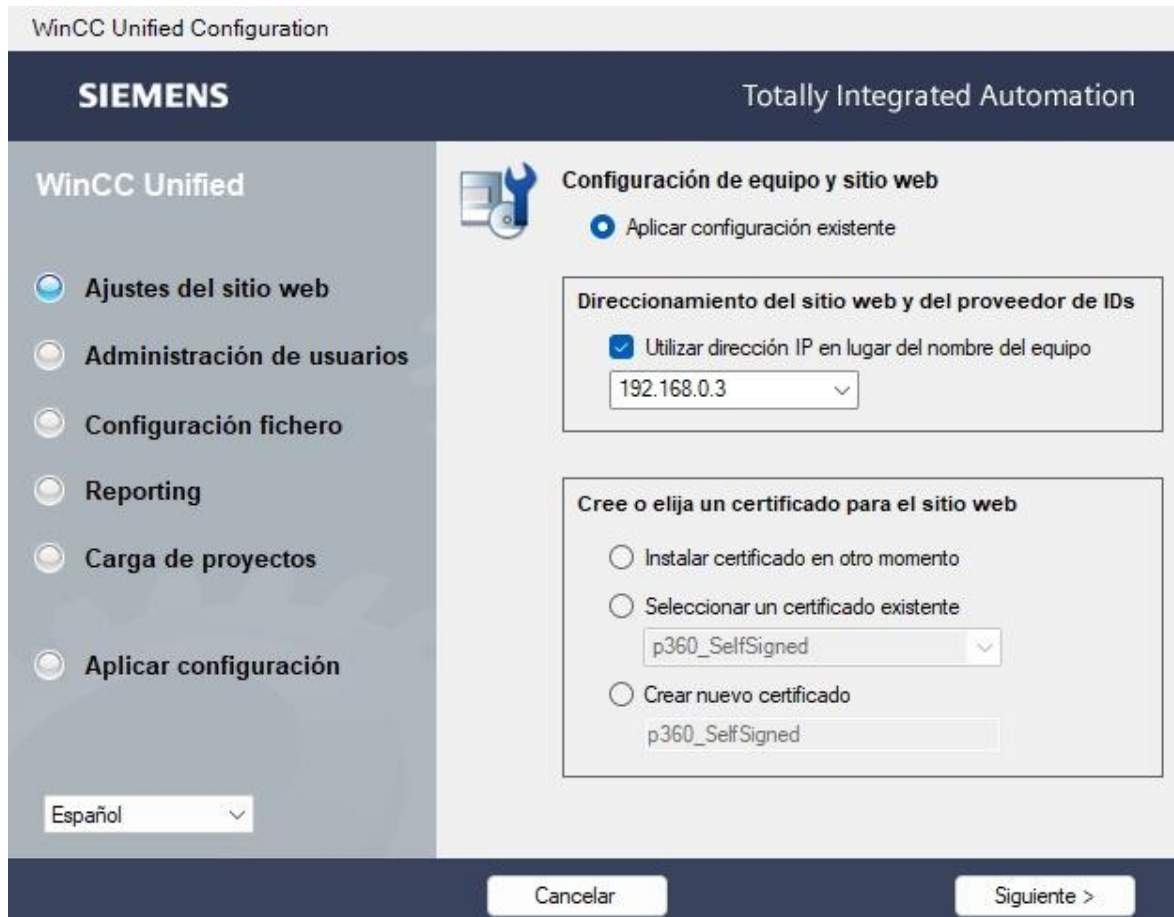 WinCC Unified Configuration
SIEMENS
Totally Integrated Automation
WinCC Unified
Ajustes del sitio web
Administración de usuarios
Configuración fichero
Reporting
Carga de proyectos
Aplicar configuración
Español
Configuración de equipo y sitio web
Aplicar configuración existente
Direccionamiento del sitio web y del proveedor de IDs
Utilizar dirección IP en lugar del nombre del equipo
192.168.0.3
Cree o elija un certificado para el sitio web
Instalar certificado en otro momento
Seleccionar un certificado existente
p360_SelfSigned
Crear nuevo certificado
p360_SelfSigned
Cancelar
Siguiente >